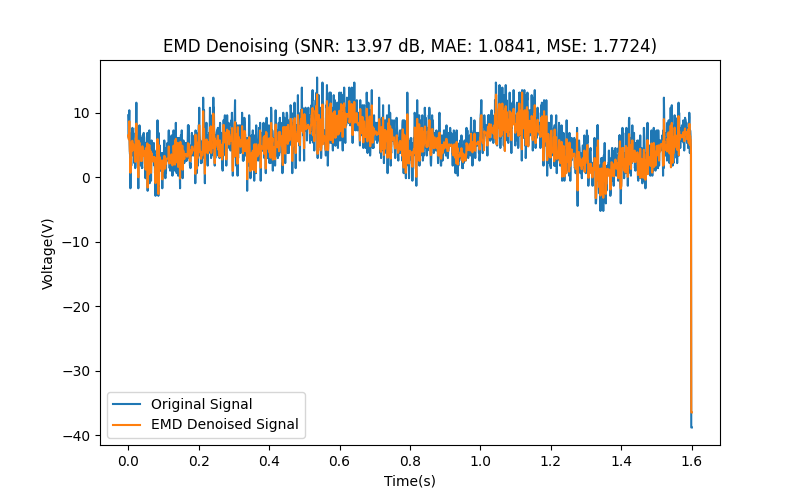 EMD Denoising (SNR: 13.97 dB, MAE: 1.0841, MSE: 1.7724)
10
0
−10
−20
−30
−40
Voltage(V)
Original Signal
EMD Denoised Signal
0.0 0.2 0.4 0.6 0.8 1.0 1.2 1.4 1.6
Time(s)